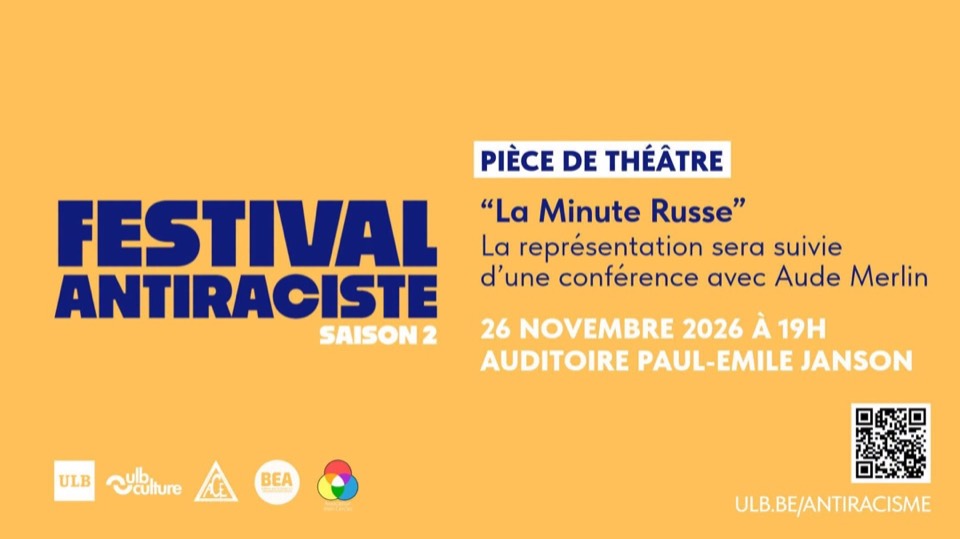 FESTIVAL
ANTIRACISTE
SAISON 2
PIÈCE DE THÉÂTRE
“La Minute Russe”
La représentation sera suivie
d’une conférence avec Aude Merlin
26 NOVEMBRE 2026 À 19H
AUDITOIRE PAUL-EMILE JANSON
ULB
ulb
culture
BEA
ULB.BE/ANTIRACISME